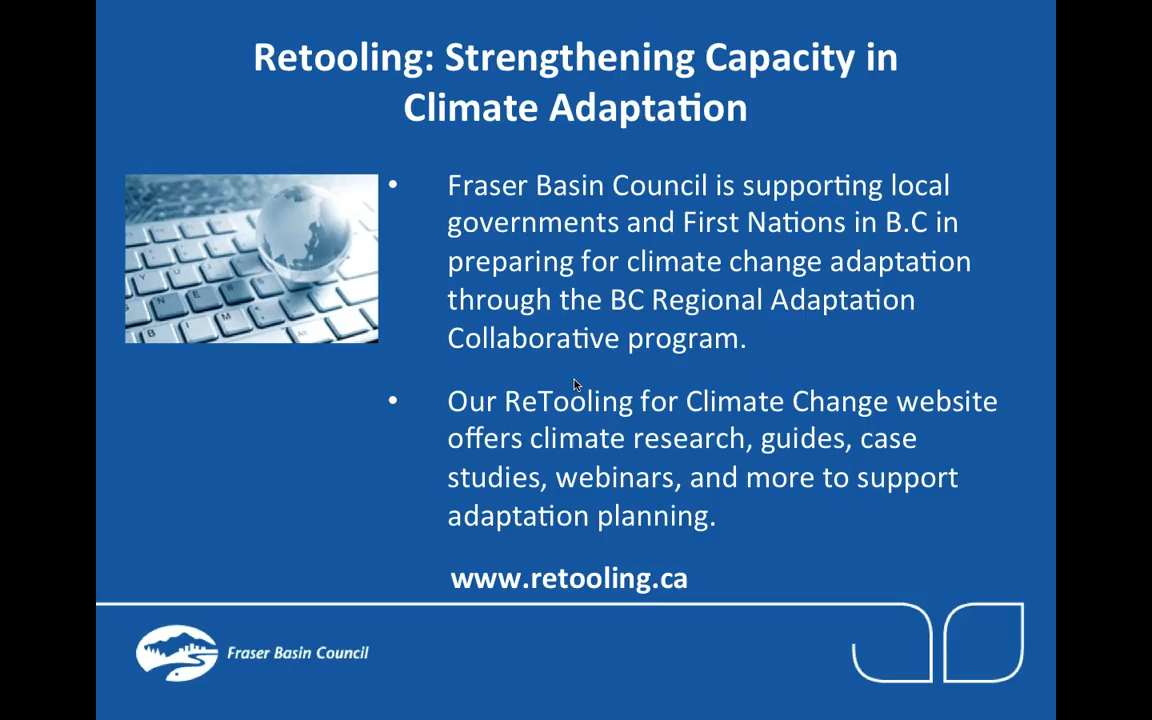 Retooling: Strengthening Capacity in
Climate Adaptation
• Fraser Basin Council is supporting local
governments and First Nations in B.C in
preparing for climate change adaptation
through the BC Regional Adaptation
Collaborative program.
• Our ReTooling for Climate Change website
offers climate research, guides, case
studies, webinars, and more to support
adaptation planning.
www.retooling.ca
Fraser Basin Council